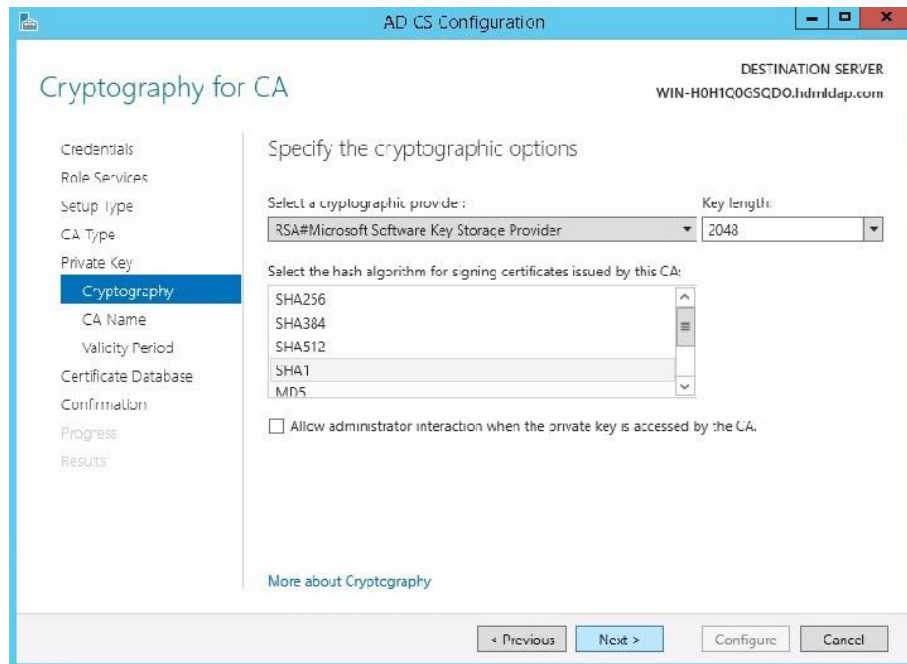 AD CS Configuration
Cryptography for CA
DESTINATION SERVER
WIN-H0H1Q0GSQDO.hdmldap.com
Credentials
Role Services
Setup Type
CA Type
Private Key
Cryptography
CA Name
Validity Period
Certificate Database
Confirmation
Progress
Results
Specify the cryptographic options
Select a cryptographic provider:
Key length:
RSA#Microsoft Software Key Storage Provider
2048
Select the hash algorithm for signing certificates issued by this CA:
SHA256
SHA384
SHA512
SHA1
MD5
Allow administrator interaction when the private key is accessed by the CA.
More about Cryptography
< Previous
Next >
Configure
Cancel